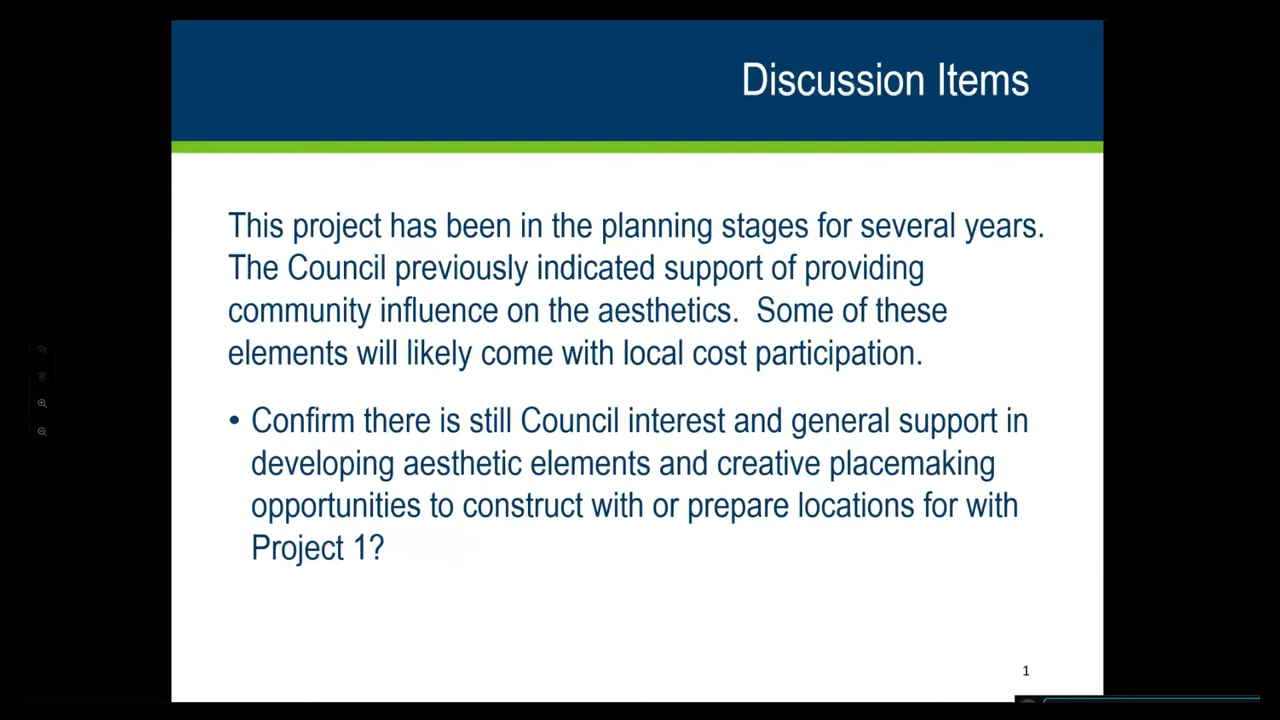 Discussion Items
This project has been in the planning stages for several years.
The Council previously indicated support of providing
community influence on the aesthetics.  Some of these
elements will likely come with local cost participation.
• Confirm there is still Council interest and general support in
developing aesthetic elements and creative placemaking
opportunities to construct with or prepare locations for with
Project 1?
1